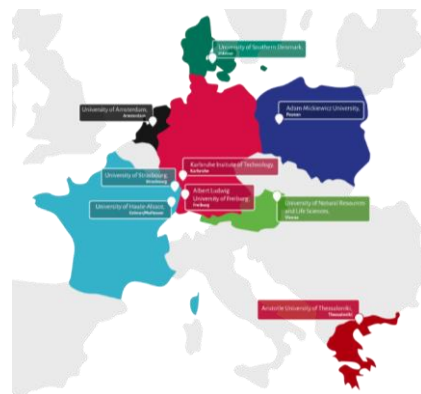 University of Southern Denmark,
Odense
University of Amsterdam,
Amsterdam
Adam Mickiewicz University,
Poznan
Karlsruhe Institute of Technology
Karlsruhe
University of Strasbourg,
Strasbourg
Albert Ludwig
University of Freiburg
Freiburg
University of Haute-Alsace,
Colmar/Mulhouse
University of Natural Resources
and Life Sciences,
Vienna
Aristotle University of Thessaloniki,
Thessaloniki